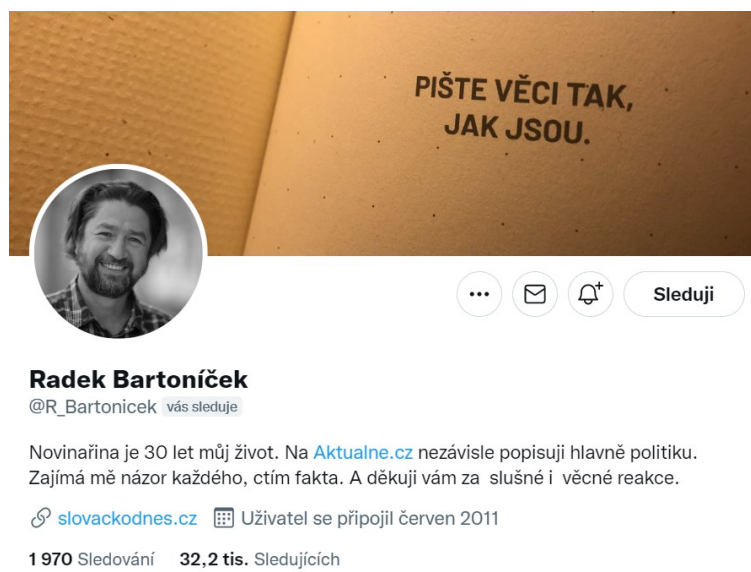 PIŠTE VĚCI TAK,
JAK JSOU.
Sleduji
Radek Bartoníček
@R_Bartonicek vás sleduje
Novinařina je 30 let můj život. Na Aktualne.cz nezávisle popisuji hlavně politiku.
Zajímá mě názor každého, ctím fakta. A děkuji vám za slušné i věcné reakce.
slovackodnes.cz Uživatel se připojil červen 2011
1 970 Sledování 32,2 tis. Sledujících